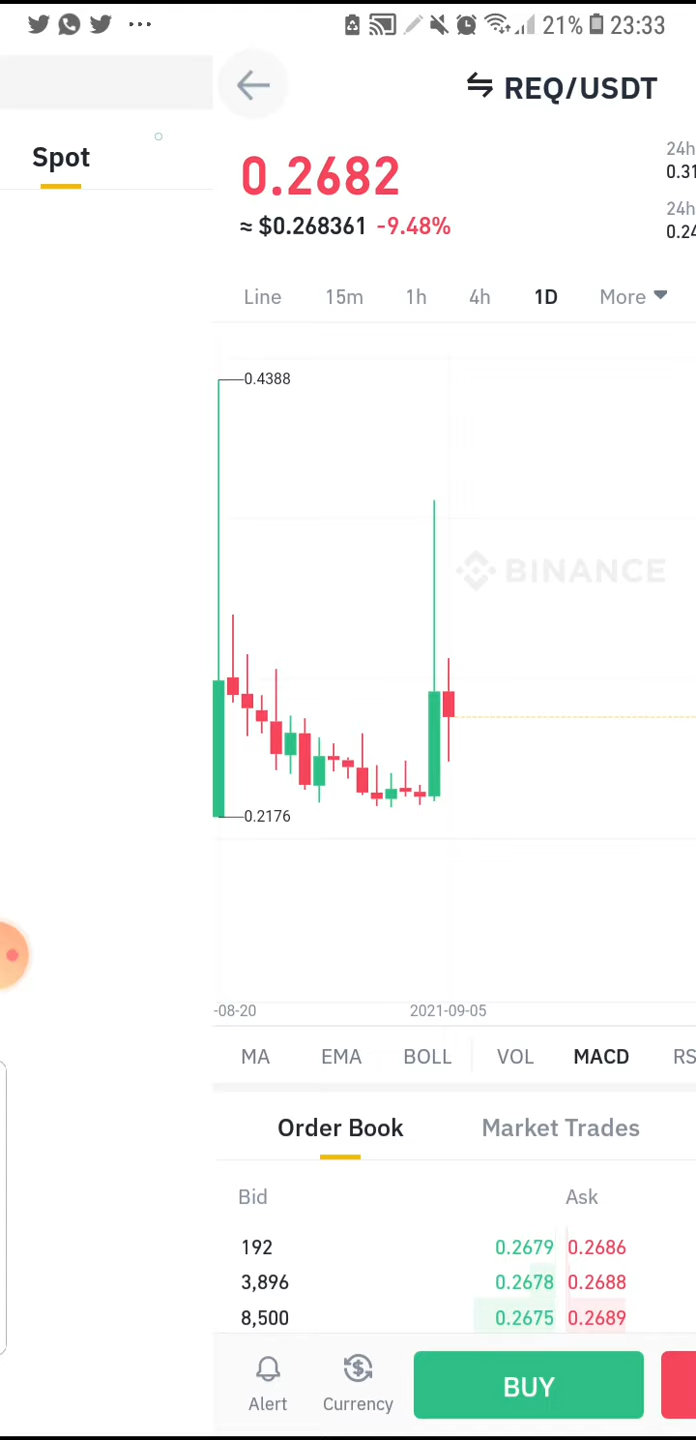 21% 23:33
REQ/USDT
Spot
0.2682
24h
0.31
≈ $0.268361 -9.48%
24h
0.24
Line 15m 1h 4h 1D More
0.4388
BINANCE
0.2176
-08-20 2021-09-05
MA EMA BOLL VOL MACD RS
Order Book Market Trades
Bid Ask
192 0.2679 0.2686
3,896 0.2678 0.2688
8,500 0.2675 0.2689
Alert Currency BUY